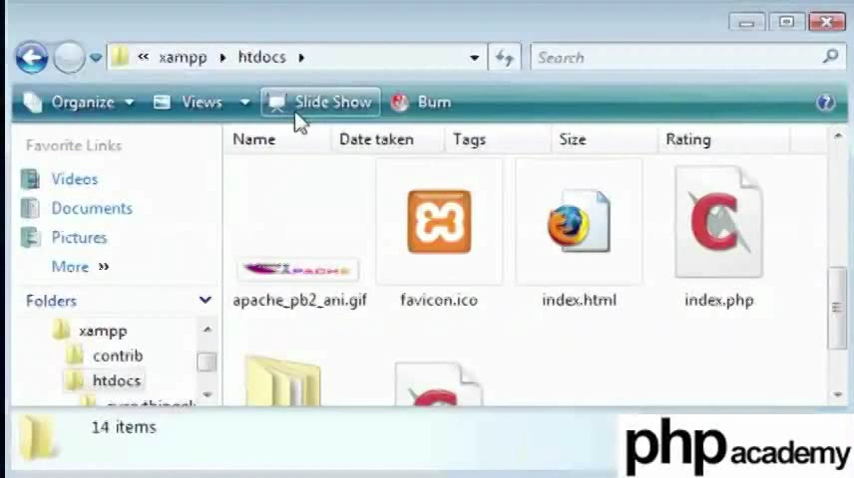 « xampp htdocs
Search
Organize Views Slide Show Burn
Favorite Links
Videos
Documents
Pictures
More »
Folders
xampp
contrib
htdocs
Name Date taken Tags Size Rating
APACHE
apache_pb2_ani.gif favicon.ico index.html index.php
14 items
php academy